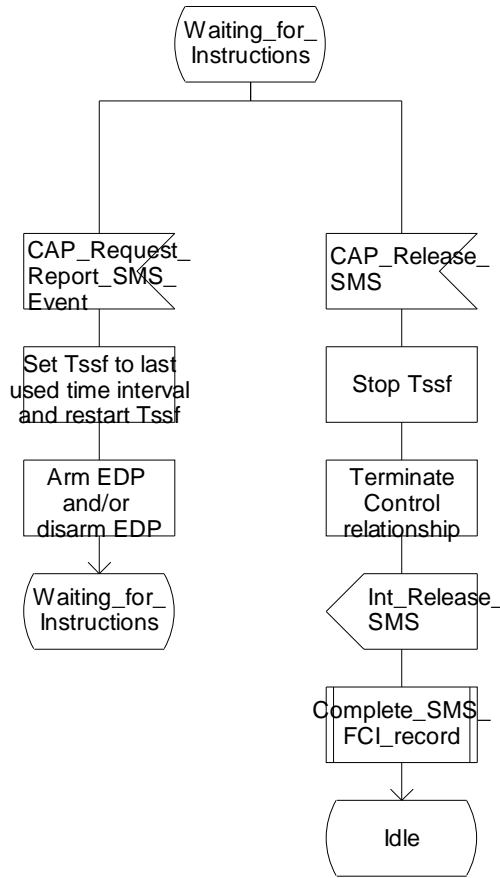 Waiting_for_
Instructions
CAP_Request_
Report_SMS_
Event
Set Tssf to last
used time interval
and restart Tssf
Arm EDP
and/or
disarm EDP
Waiting_for_
Instructions
CAP_Release_
SMS
Stop Tssf
Terminate
Control
relationship
Int_Release_
SMS
Complete_SMS_
FCI_record
Idle